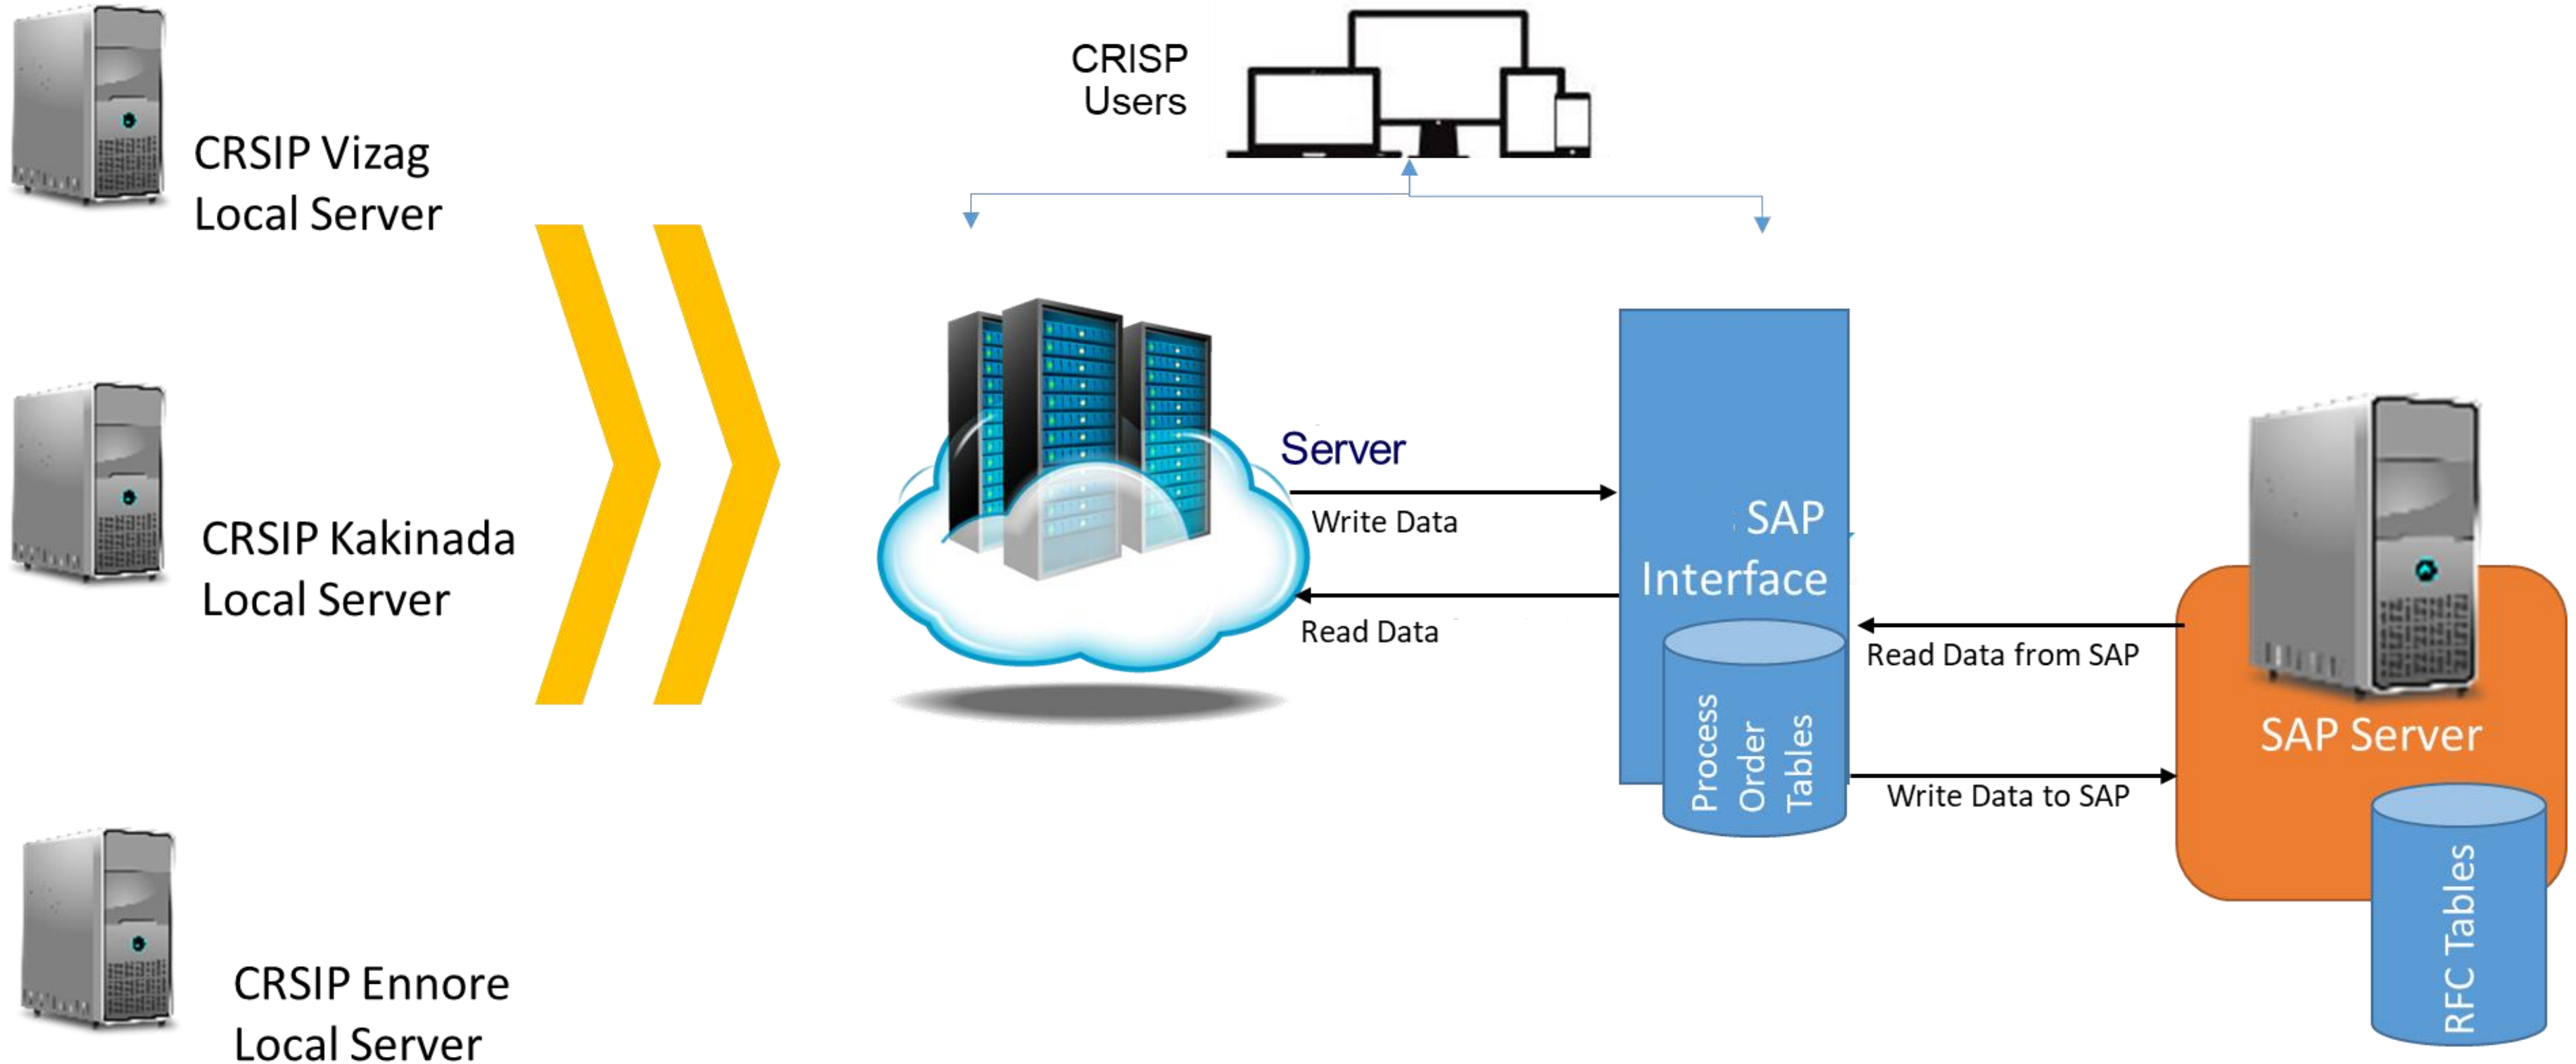 CRISP
Users
CRSIP Vizag
Local Server
CRSIP Kakinada
Local Server
CRSIP Ennore
Local Server
Server
Write Data
Read Data
SAP
Interface
Process
Order
Tables
Read Data from SAP
Write Data to SAP
SAP Server
RFC Tables